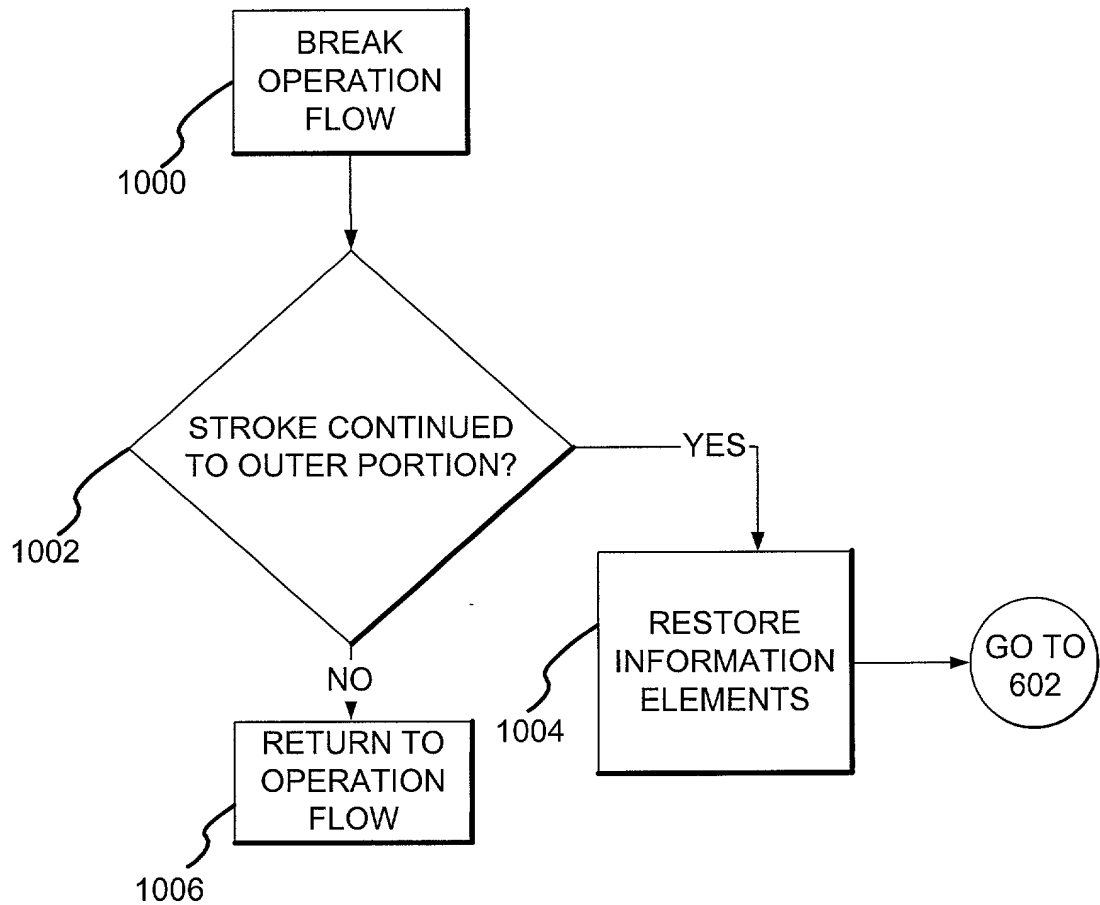 BREAK
OPERATION
FLOW
1000
STROKE CONTINUED
TO OUTER PORTION?
YES
1002
NO
RESTORE
INFORMATION
ELEMENTS
GO TO
602
1004
RETURN TO
OPERATION
FLOW
1006